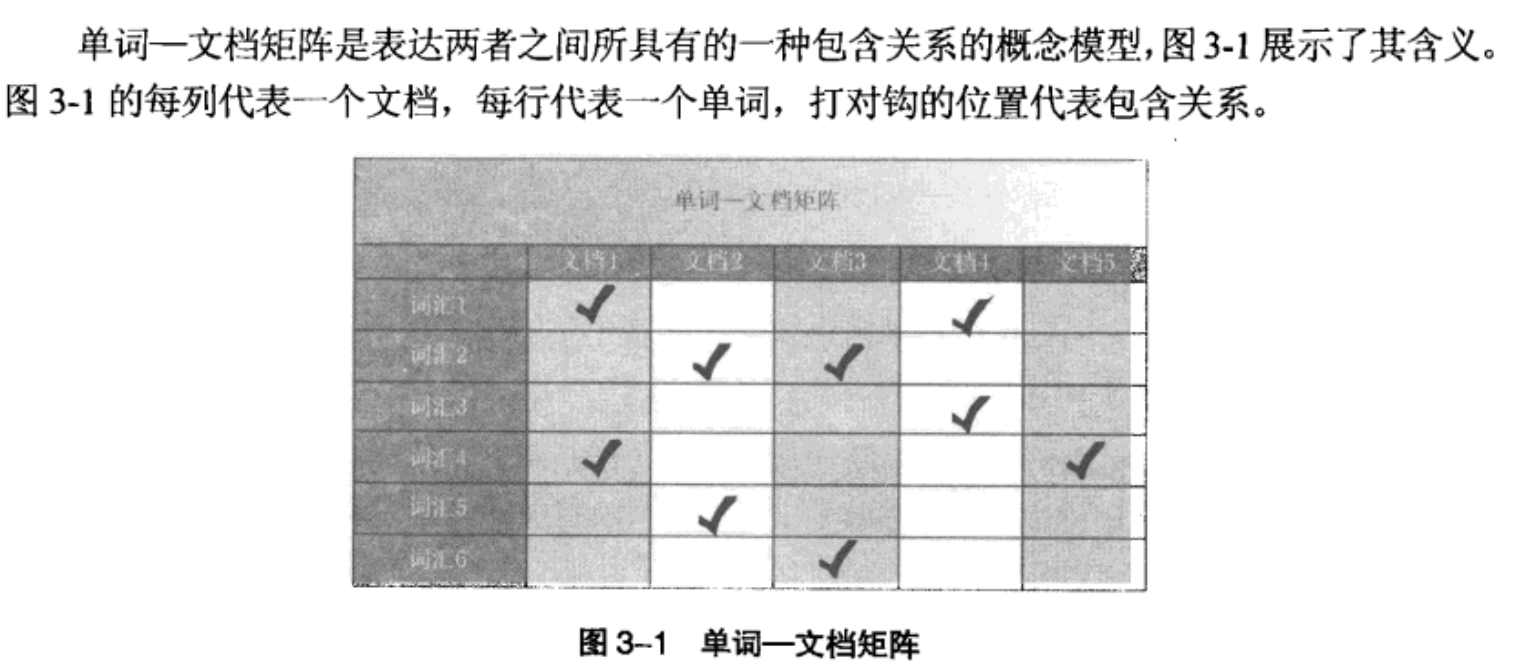 单词—文档矩阵是表达两者之间所具有的一种包含关系的概念模型,图3-1展示了其含义。
图 3-1 的每列代表一个文档，每行代表一个单词，打对钩的位置代表包含关系。
单词—文档矩阵
文档1 文档2 文档3 文档4 文档5
词汇1 ✓ ✓
词汇2 ✓ ✓
词汇3 ✓
词汇4 ✓ ✓
词汇5 ✓
词汇6 ✓
图 3-1 单词—文档矩阵